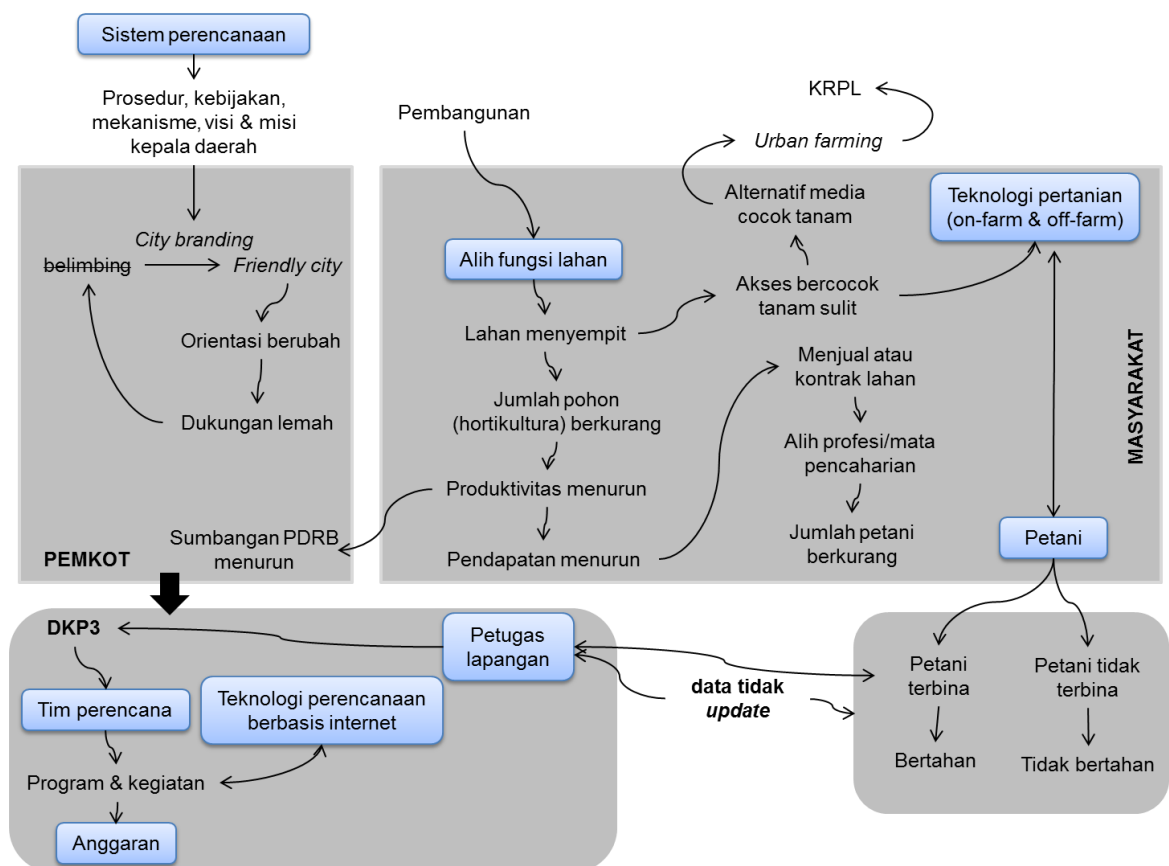 Sistem perencanaan
Prosedur, kebijakan,
mekanisme, visi & misi
kepala daerah
City branding
belimbing
Friendly city
Orientasi berubah
Dukungan lemah
Sumbangan PDRB
menurun
PEMKOT
Pembangunan
Alih fungsi lahan
Lahan menyempit
Jumlah pohon
(hortikultura) berkurang
Produktivitas menurun
Pendapatan menurun
KRPL
Urban farming
Alternatif media
cocok tanam
Akses bercocok
tanam sulit
Menjual atau
kontrak lahan
Alih profesi/mata
pencaharian
Jumlah petani
berkurang
Teknologi pertanian
(on-farm & off-farm)
MASYARAKAT
Petani
DKP3
Tim perencana
Program & kegiatan
Anggaran
Teknologi perencanaan
berbasis internet
Petugas
lapangan
data tidak
update
Petani
terbina
Bertahan
Petani tidak
terbina
Tidak bertahan